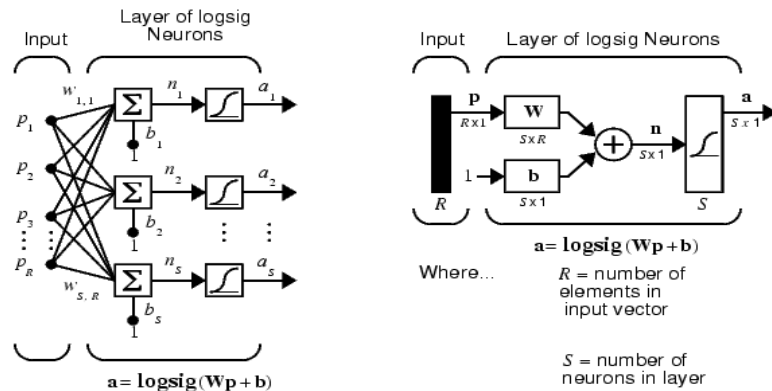 Input
Layer of logsig
Neurons
w1,1
n1
a1
p1
Σ
b1
1
p2
n2
a2
Σ
p3
b2
1
pR
wS, R
nS
aS
Σ
bS
1
a= logsig (Wp + b)
Input
Layer of logsig Neurons
p
W
a
R x 1
n
S x 1
S x R
+
S x 1
1
b
R
S x 1
S
a= logsig (Wp + b)
Where...
R = number of
elements in
input vector
S = number of
neurons in layer